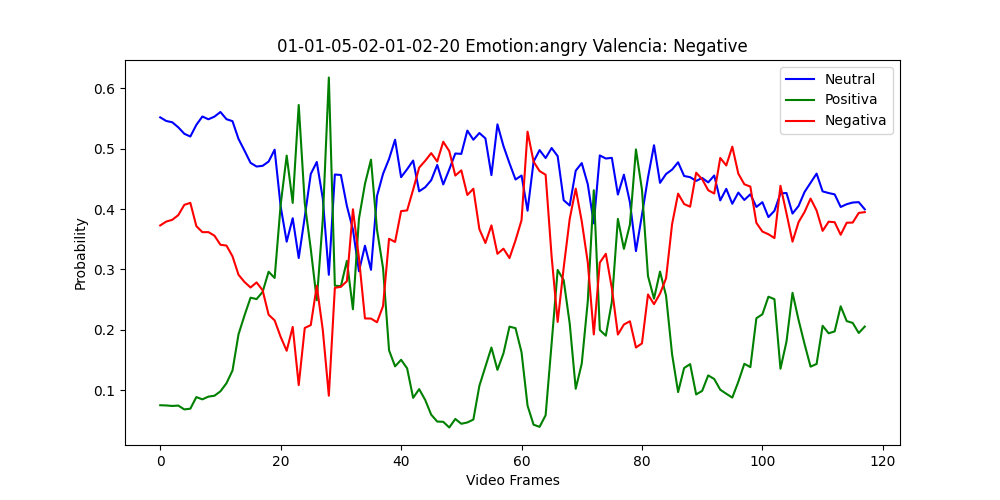 01-01-05-02-01-02-20 Emotion:angry Valencia: Negative
Neutral
Positiva
Negativa
Probability
0.6
0.5
0.4
0.3
0.2
0.1
0 20 40 60 80 100 120
Video Frames